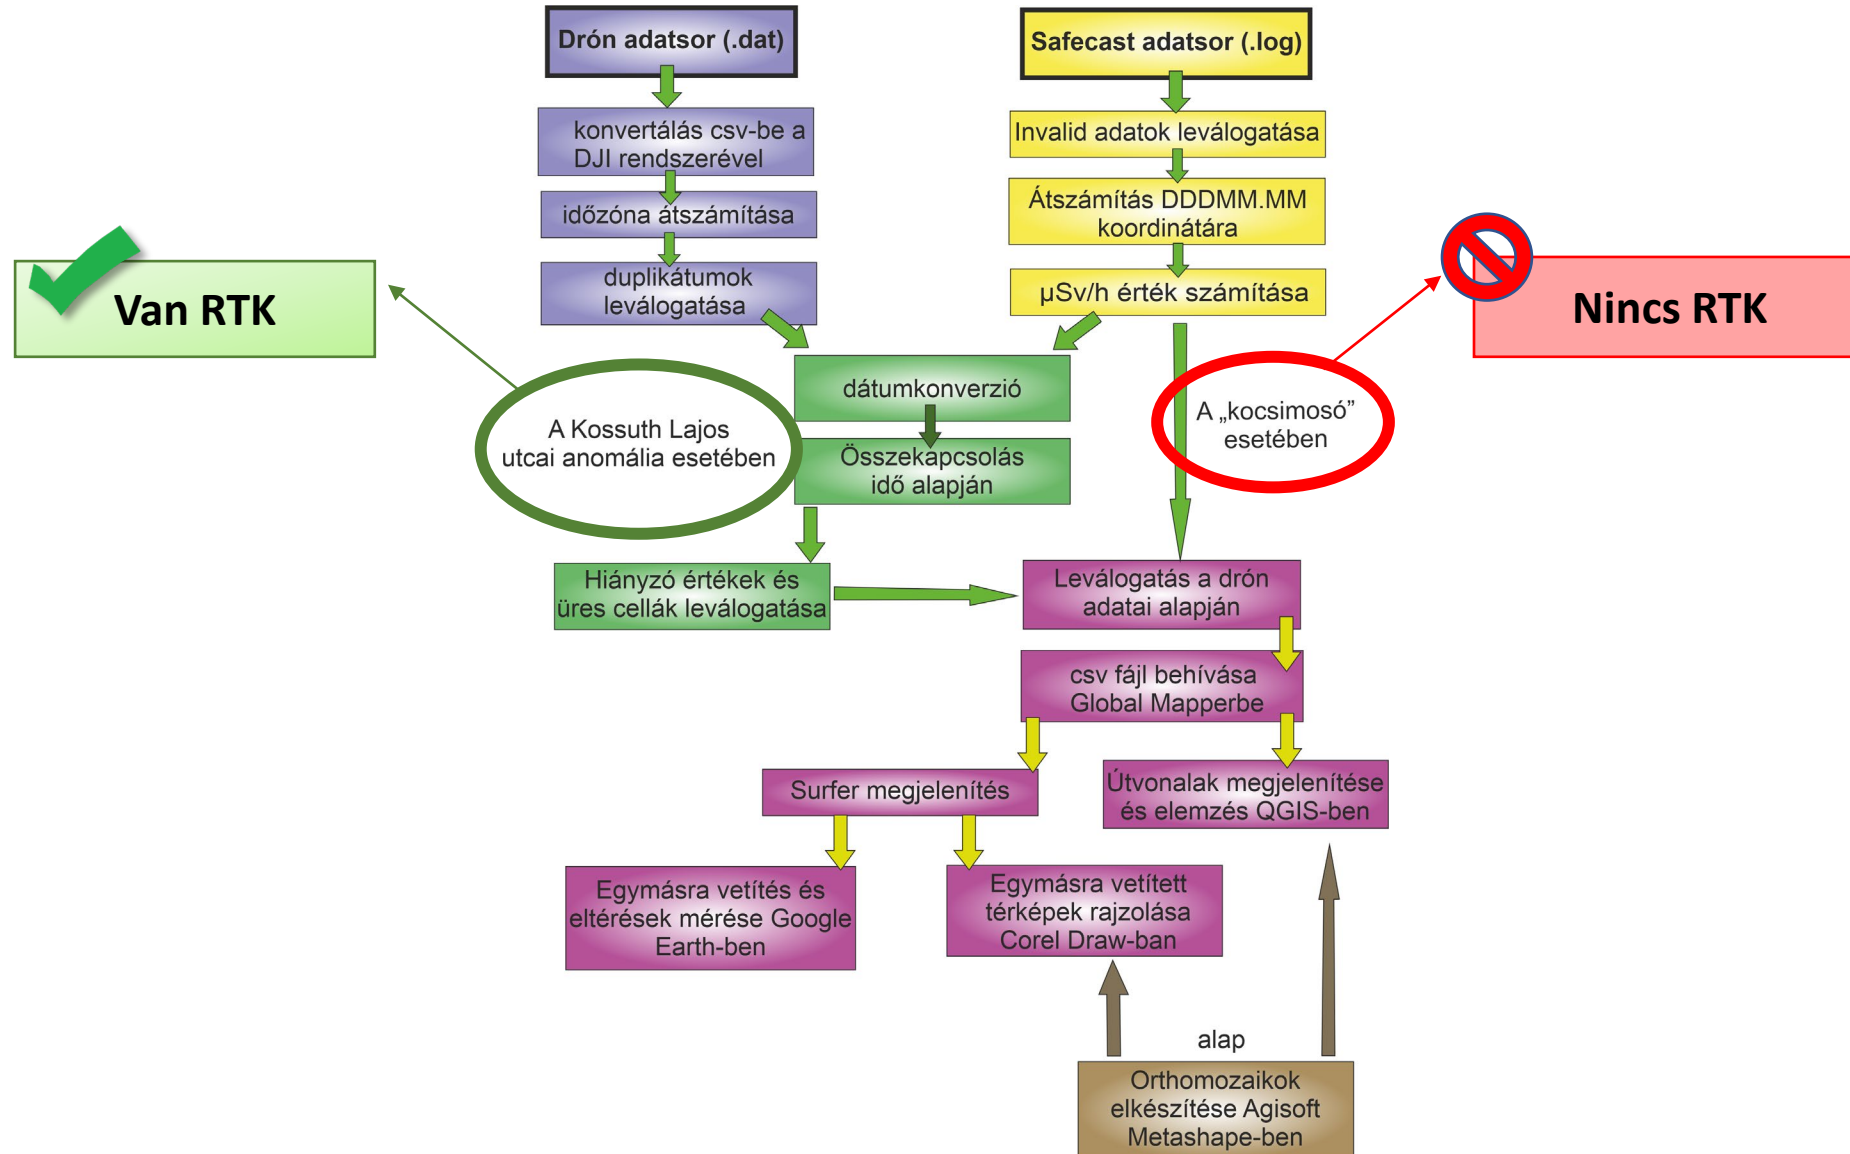 Drón adatsor (.dat)
Safecast adatsor (.log)
konvertálás csv-be a
DJI rendszerével
Invalid adatok leválogatása
időzóna átszámítása
Átszámítás DDDMM.MM
koordinátára
duplikátumok
leválogatása
µSv/h érték számítása
Van RTK
Nincs RTK
dátumkonverzió
A Kossuth Lajos
utcai anomália esetében
A „kocsimosó”
esetében
Összekapcsolás
idő alapján
Hiányzó értékek és
üres cellák leválogatása
Leválogatás a drón
adatai alapján
csv fájl behívása
Global Mapperbe
Surfer megjelenítés
Útvonalak megjelenítése
és elemzés QGIS-ben
Egymásra vetítés és
eltérések mérése Google
Earth-ben
Egymásra vetített
térképek rajzolása
Corel Draw-ban
alap
Orthomozaikok
elkészítése Agisoft
Metashape-ben